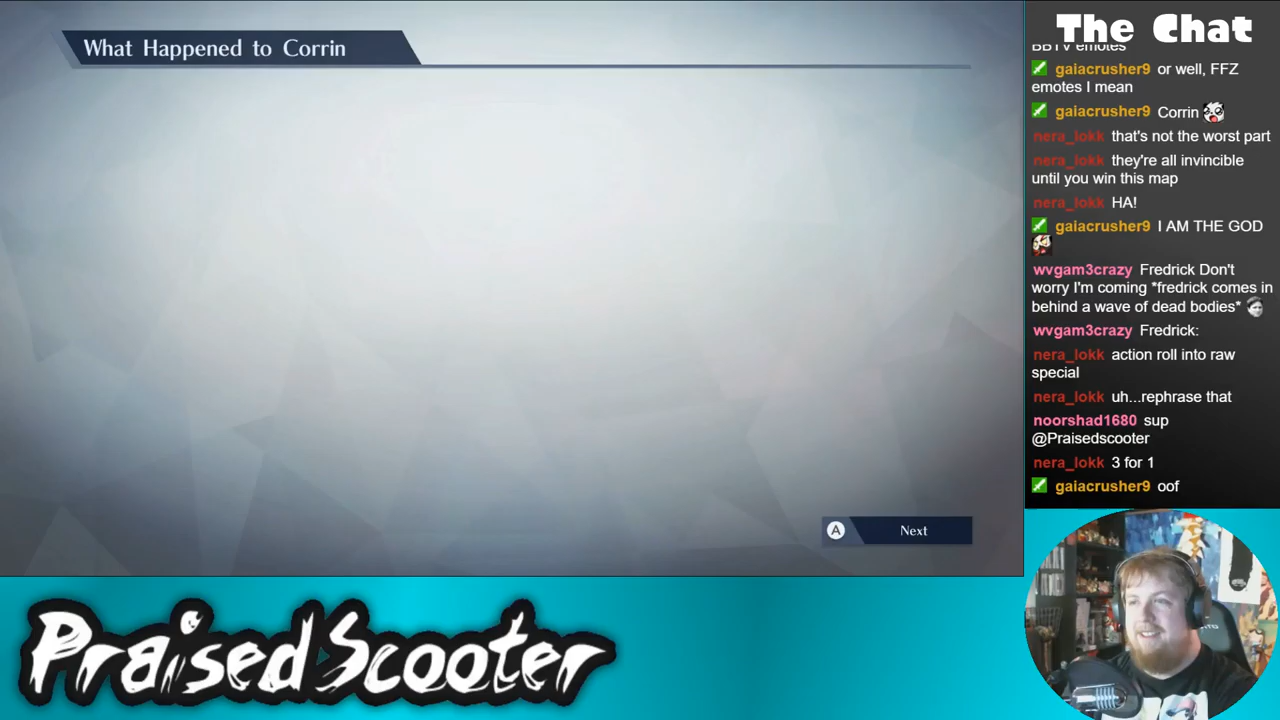 What Happened to Corrin
A Next
The Chat
BBTV emotes
gaiacrusher9 or well, FFZ
emotes I mean
gaiacrusher9 Corrin
nera_lokk that's not the worst part
nera_lokk they're all invincible
until you win this map
nera_lokk HA!
gaiacrusher9 I AM THE GOD
wvgam3crazy Fredrick Don't
worry I'm coming *fredrick comes in
behind a wave of dead bodies*
wvgam3crazy Fredrick:
nera_lokk action roll into raw
special
nera_lokk uh...rephrase that
noorshad1680 sup
@Praisedscooter
nera_lokk 3 for 1
gaiacrusher9 oof
PraisedScooter